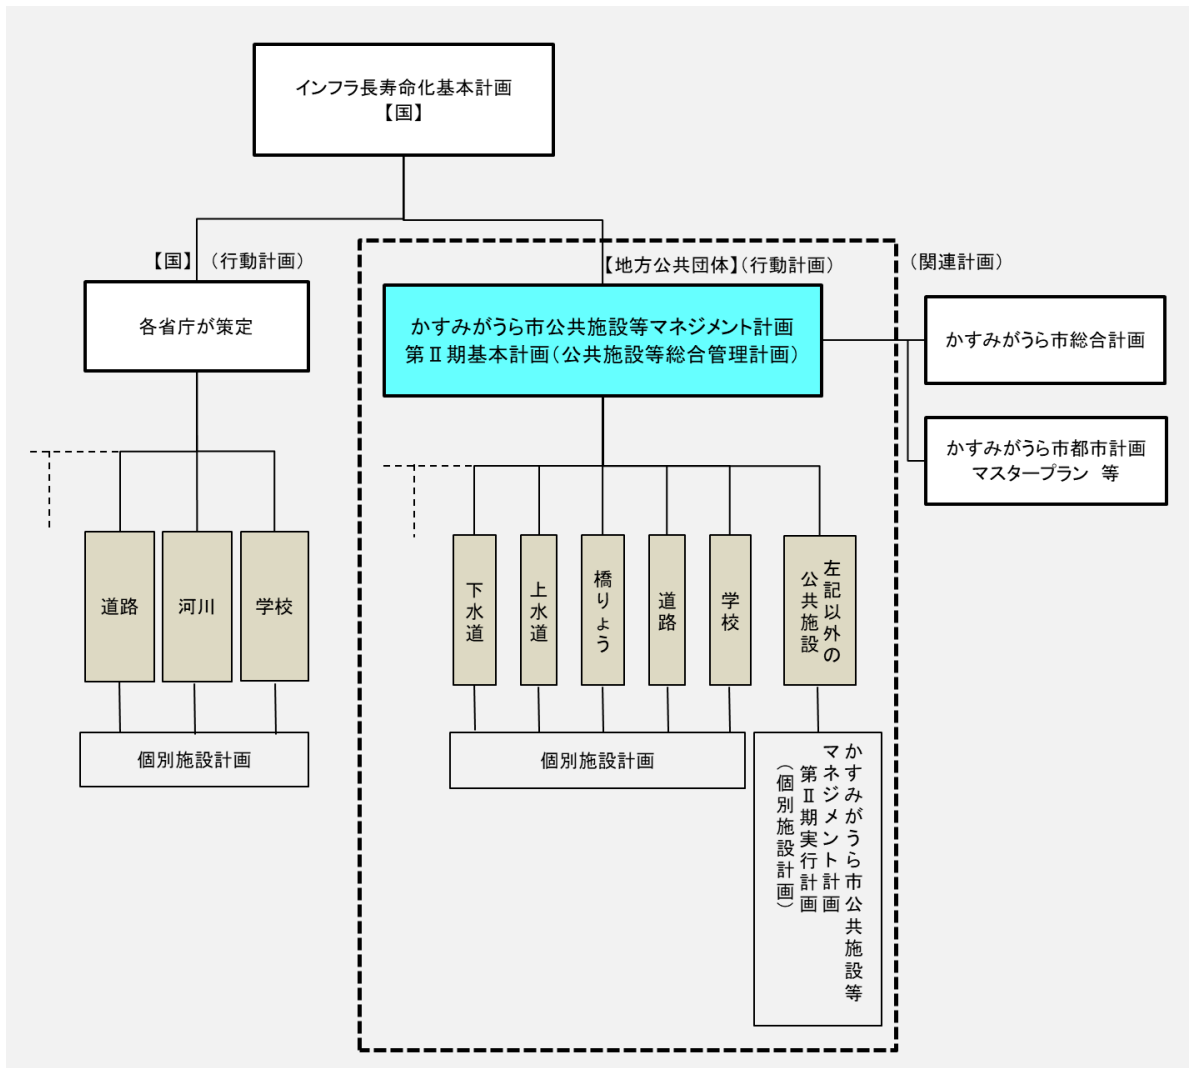 インフラ長寿命化基本計画
【国】
【国】　（行動計画）
【地方公共団体】（行動計画）
（関連計画）
各省庁が策定
かすみがうら市公共施設等マネジメント計画
第Ⅱ期基本計画（公共施設等総合管理計画）
かすみがうら市総合計画
かすみがうら市都市計画
マスタープラン　等
道路
河川
学校
下水道
上水道
橋りょう
道路
学校
左記以外の
公共施設
個別施設計画
個別施設計画
かすみがうら市公共施設等
マネジメント計画
第Ⅱ期実行計画
（個別施設計画）